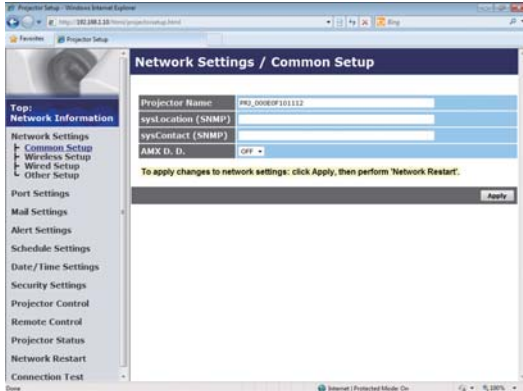 Projector Setup - Windows Internet Explorer
Bing
Favorites Projector Setup
Network Settings / Common Setup
Top:
Network Information
Network Settings
Common Setup
Wireless Setup
Wired Setup
Other Setup
Port Settings
Mail Settings
Alert Settings
Schedule Settings
Date/Time Settings
Security Settings
Projector Control
Remote Control
Projector Status
Network Restart
Connection Test
Projector Name PRJ_000E0F101112
sysLocation (SNMP)
sysContact (SNMP)
AMX D. D. OFF
To apply changes to network settings: click Apply, then perform 'Network Restart'.
Apply
Done Internet | Protected Mode: On 100%